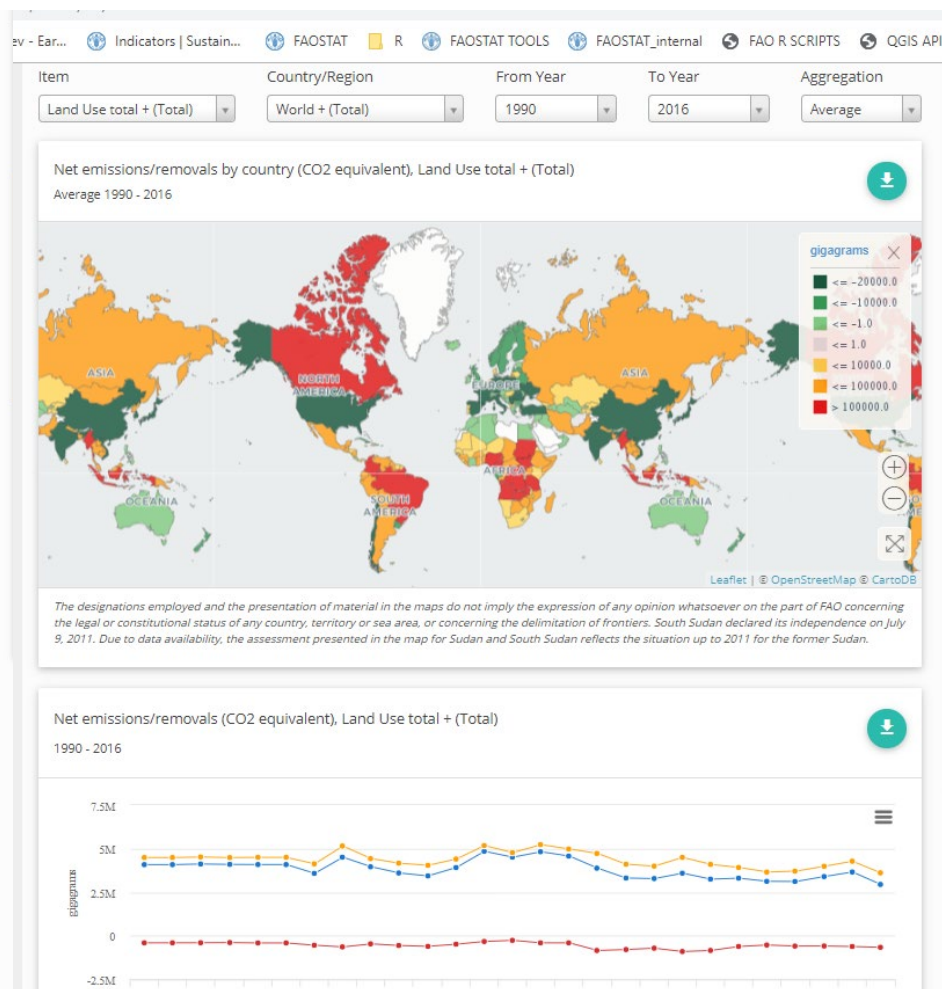 ev - Ear... Indicators | Sustain... FAOSTAT R FAOSTAT TOOLS FAOSTAT_internal FAO R SCRIPTS QGIS API
Item Country/Region From Year To Year Aggregation
Land Use total + (Total) World + (Total) 1990 2016 Average
Net emissions/removals by country (CO2 equivalent), Land Use total + (Total)
Average 1990 - 2016
gigagrams
<= -20000.0
<= -10000.0
<= -1.0
<= 1.0
<= 10000.0
<= 100000.0
> 100000.0
ASIA
NORTH
AMERICA
EUROPE
ASIA
AFRICA
OCEANIA
SOUTH
AMERICA
OCEANIA
Leaflet | © OpenStreetMap © CartoDB
The designations employed and the presentation of material in the maps do not imply the expression of any opinion whatsoever on the part of FAO concerning
the legal or constitutional status of any country, territory or sea area, or concerning the delimitation of frontiers. South Sudan declared its independence on July
9, 2011. Due to data availability, the assessment presented in the map for Sudan and South Sudan reflects the situation up to 2011 for the former Sudan.
Net emissions/removals (CO2 equivalent), Land Use total + (Total)
1990 - 2016
7.5M
5M
2.5M
0
-2.5M
gigagrams